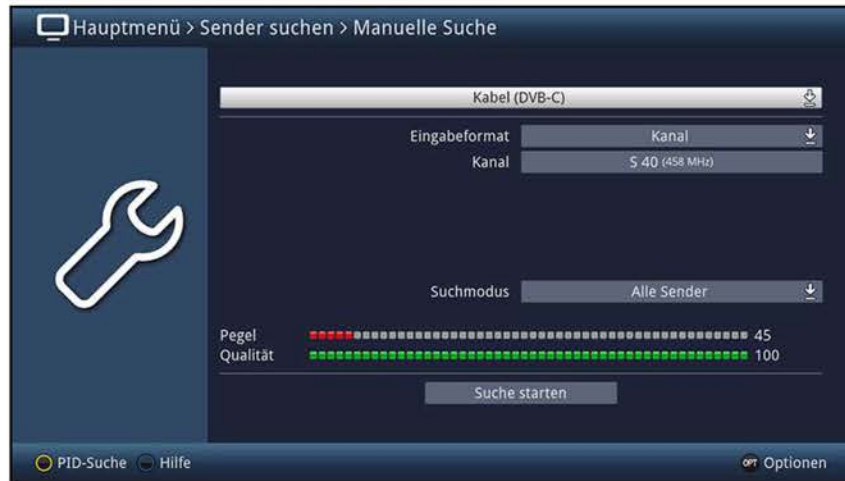 Hauptmenü > Sender suchen > Manuelle Suche
Kabel (DVB-C)
Eingabeformat Kanal
Kanal S 40 (458 MHz)
Suchmodus Alle Sender
Pegel 45
Qualität 100
Suche starten
PID-Suche Hilfe OPT Optionen